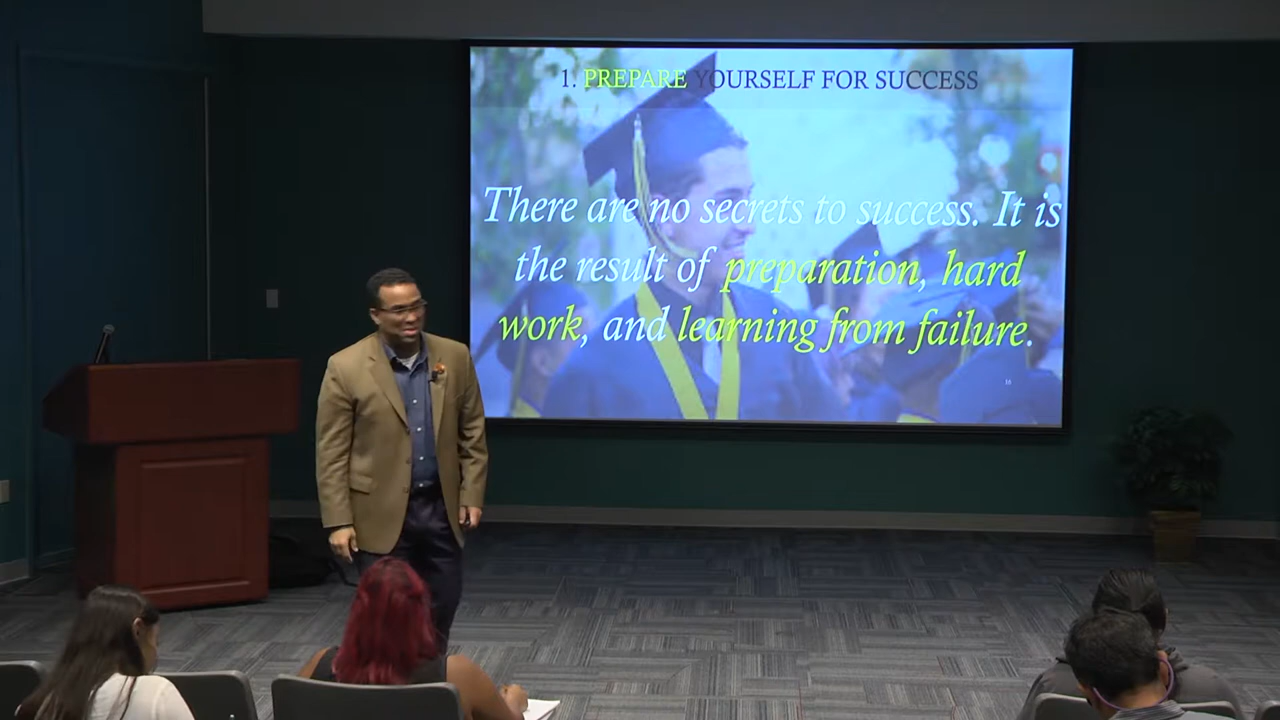 1. PREPARE YOURSELF FOR SUCCESS
There are no secrets to success. It is
the result of preparation, hard
work, and learning from failure.
16